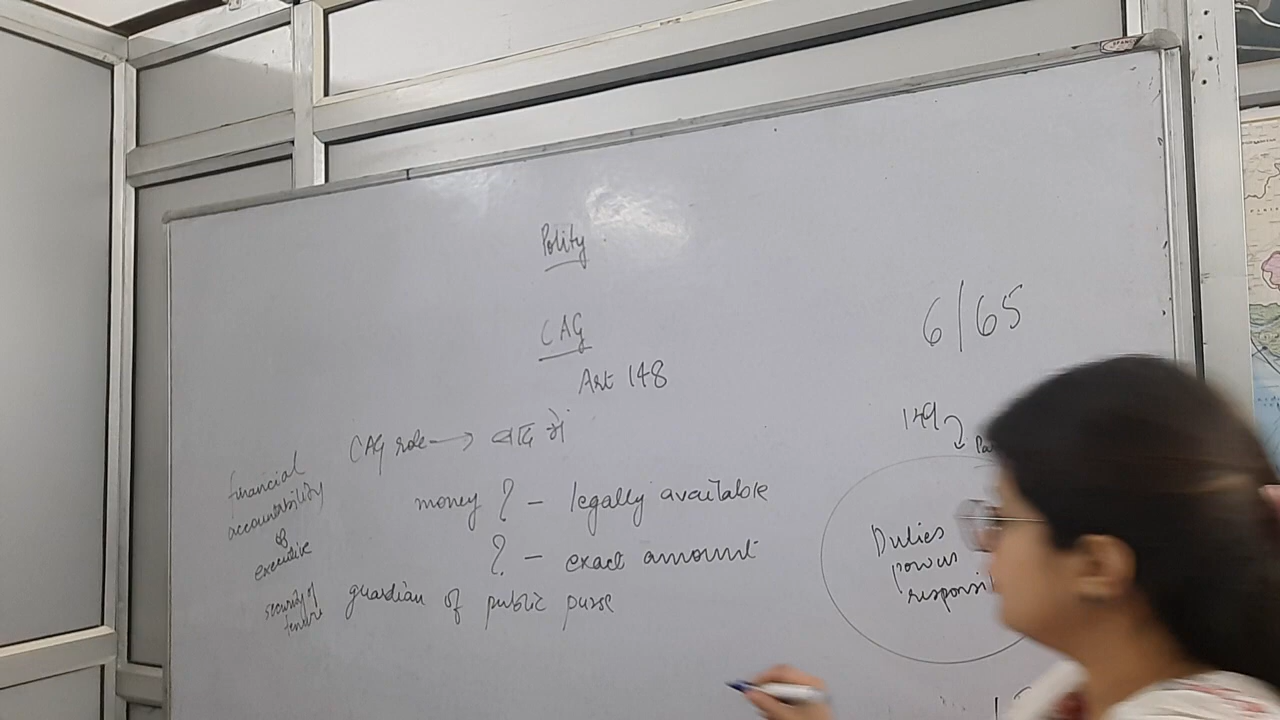 Polity
CAG
Art 148
6/65
CAG role → बाद में
149
financial
accountability
of
executive
money ? - legally available
? - exact amount
security of
tenure
guardian of public purse
Duties
powers